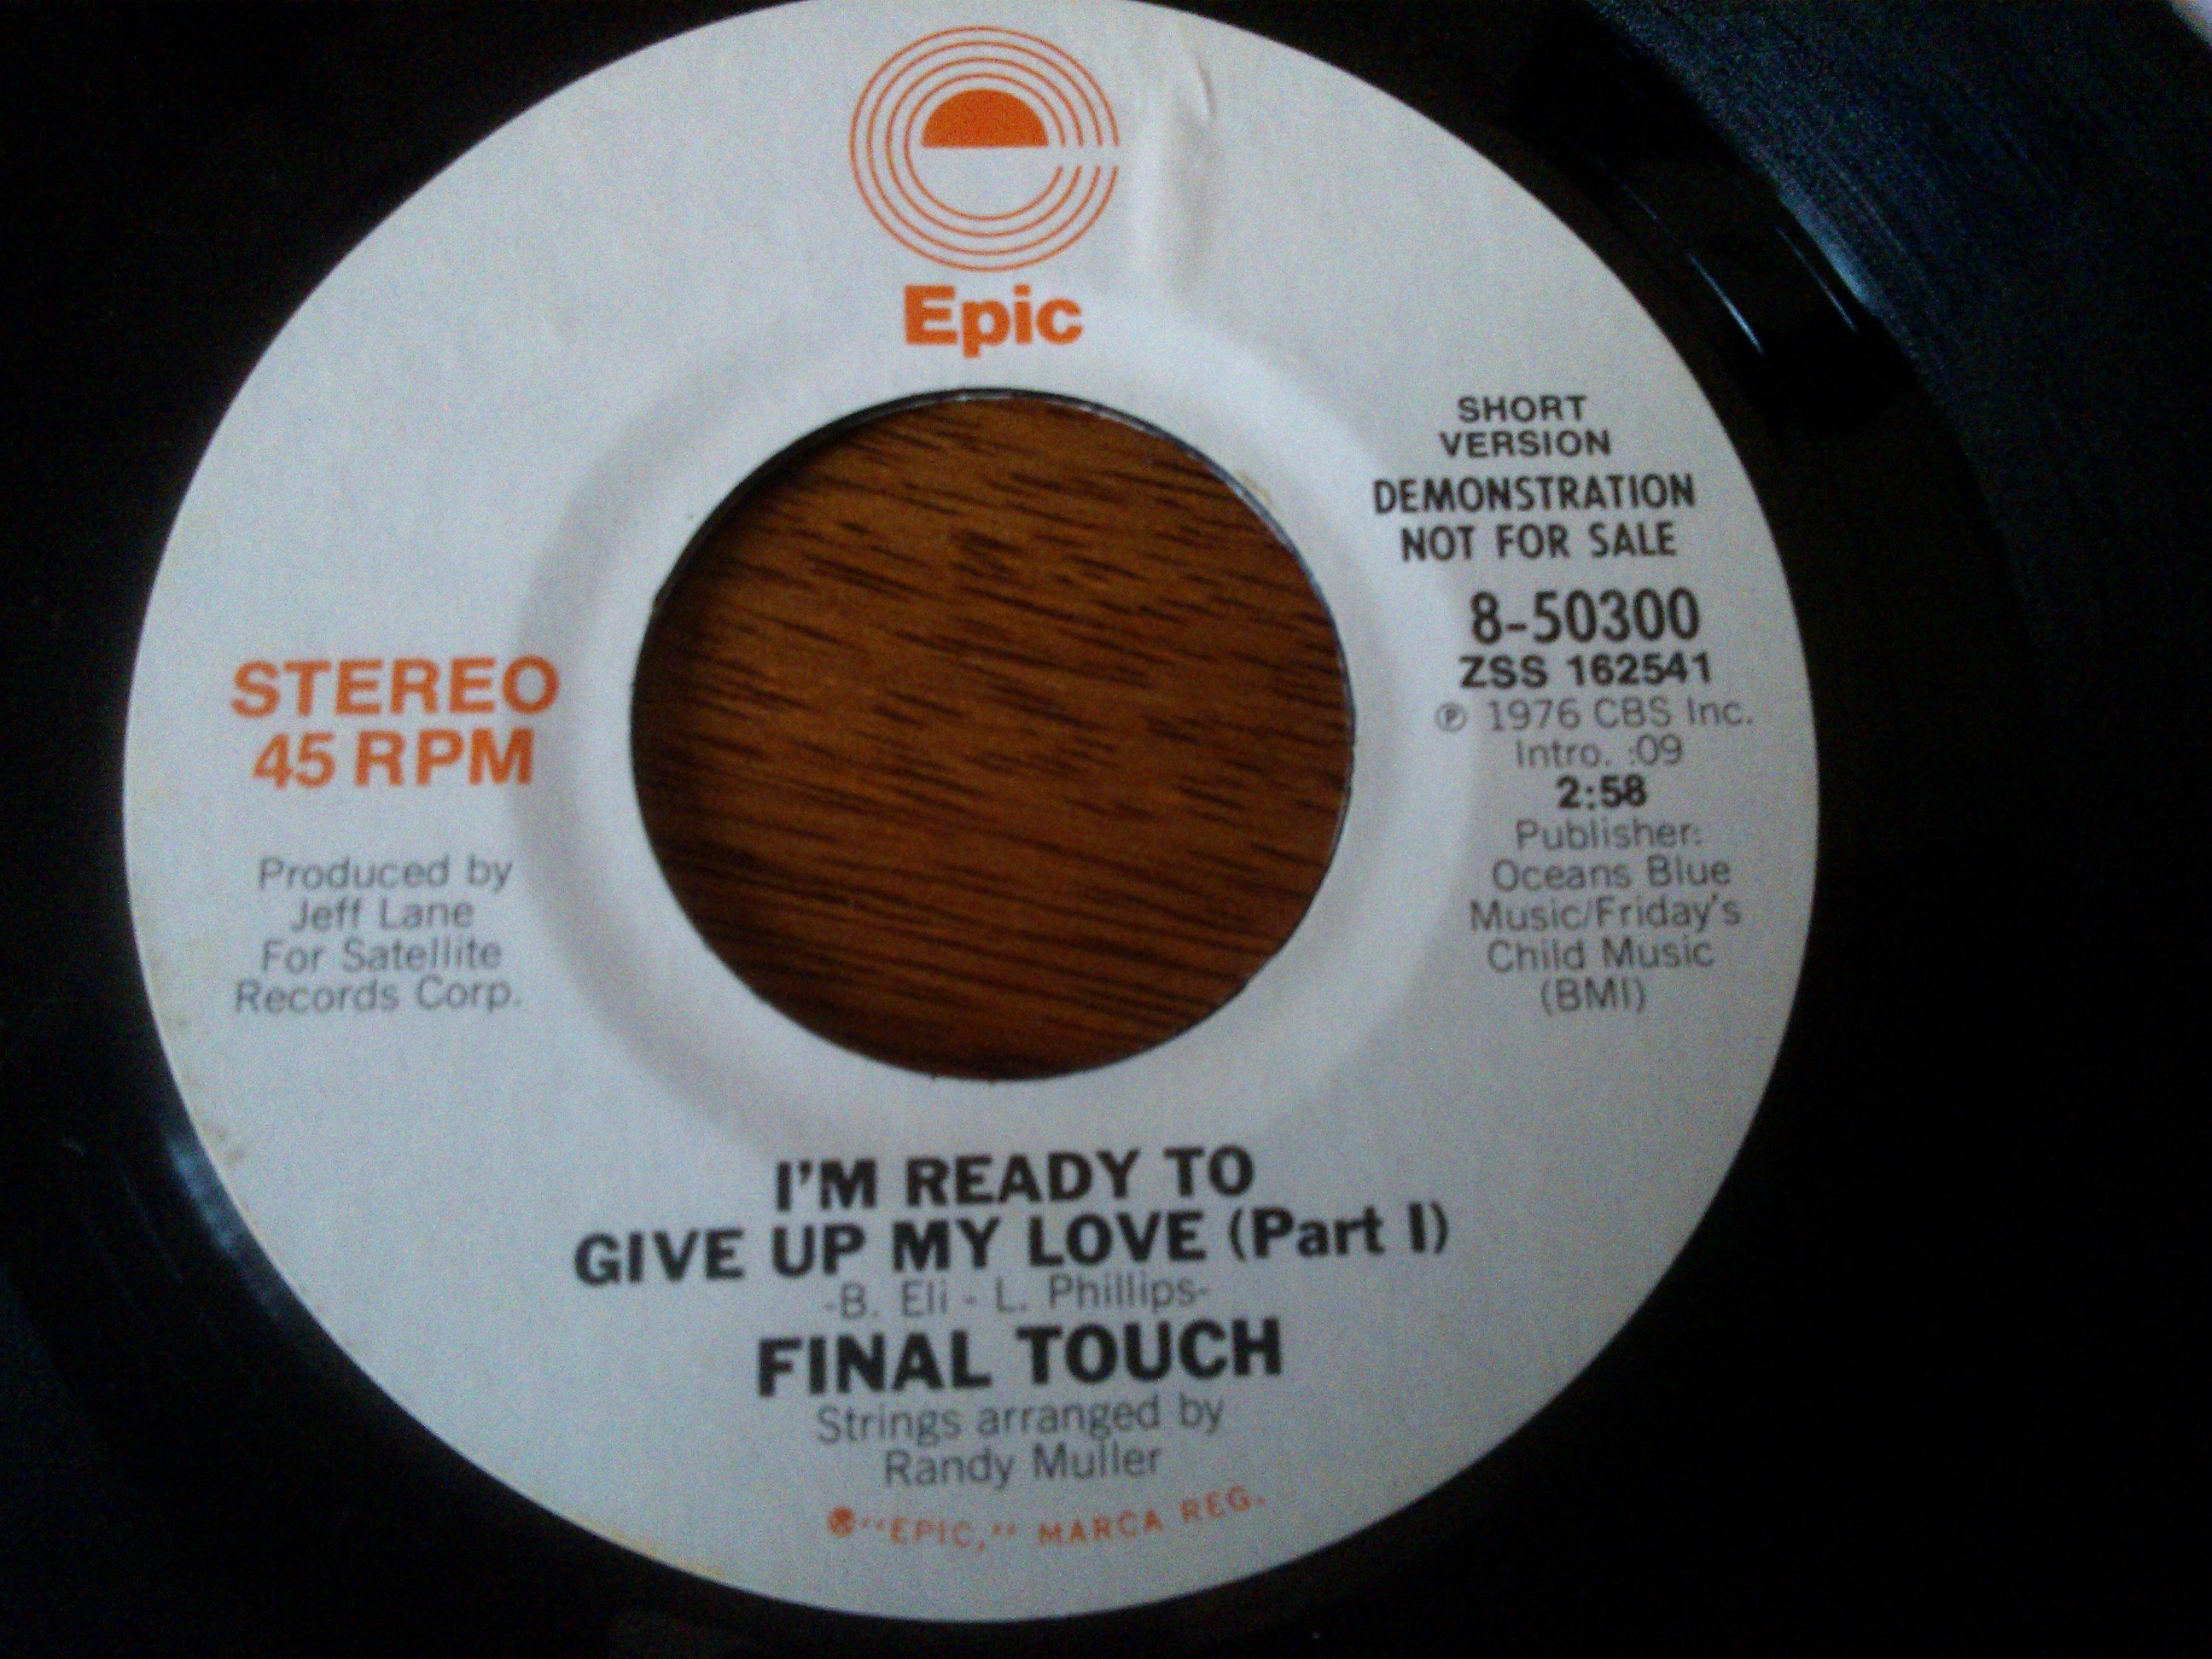 Epic
SHORT
VERSION
DEMONSTRATION
NOT FOR SALE
8-50300
ZSS 162541
℗ 1976 CBS Inc.
Intro. :09
2:58
Publisher:
Oceans Blue
Music/Friday's
Child Music
(BMI)
STEREO
45 RPM
Produced by
Jeff Lane
For Satellite
Records Corp.
I'M READY TO
GIVE UP MY LOVE (Part I)
-B. Eli - L. Phillips-
FINAL TOUCH
Strings arranged by
Randy Muller
®"EPIC," MARCA REG.